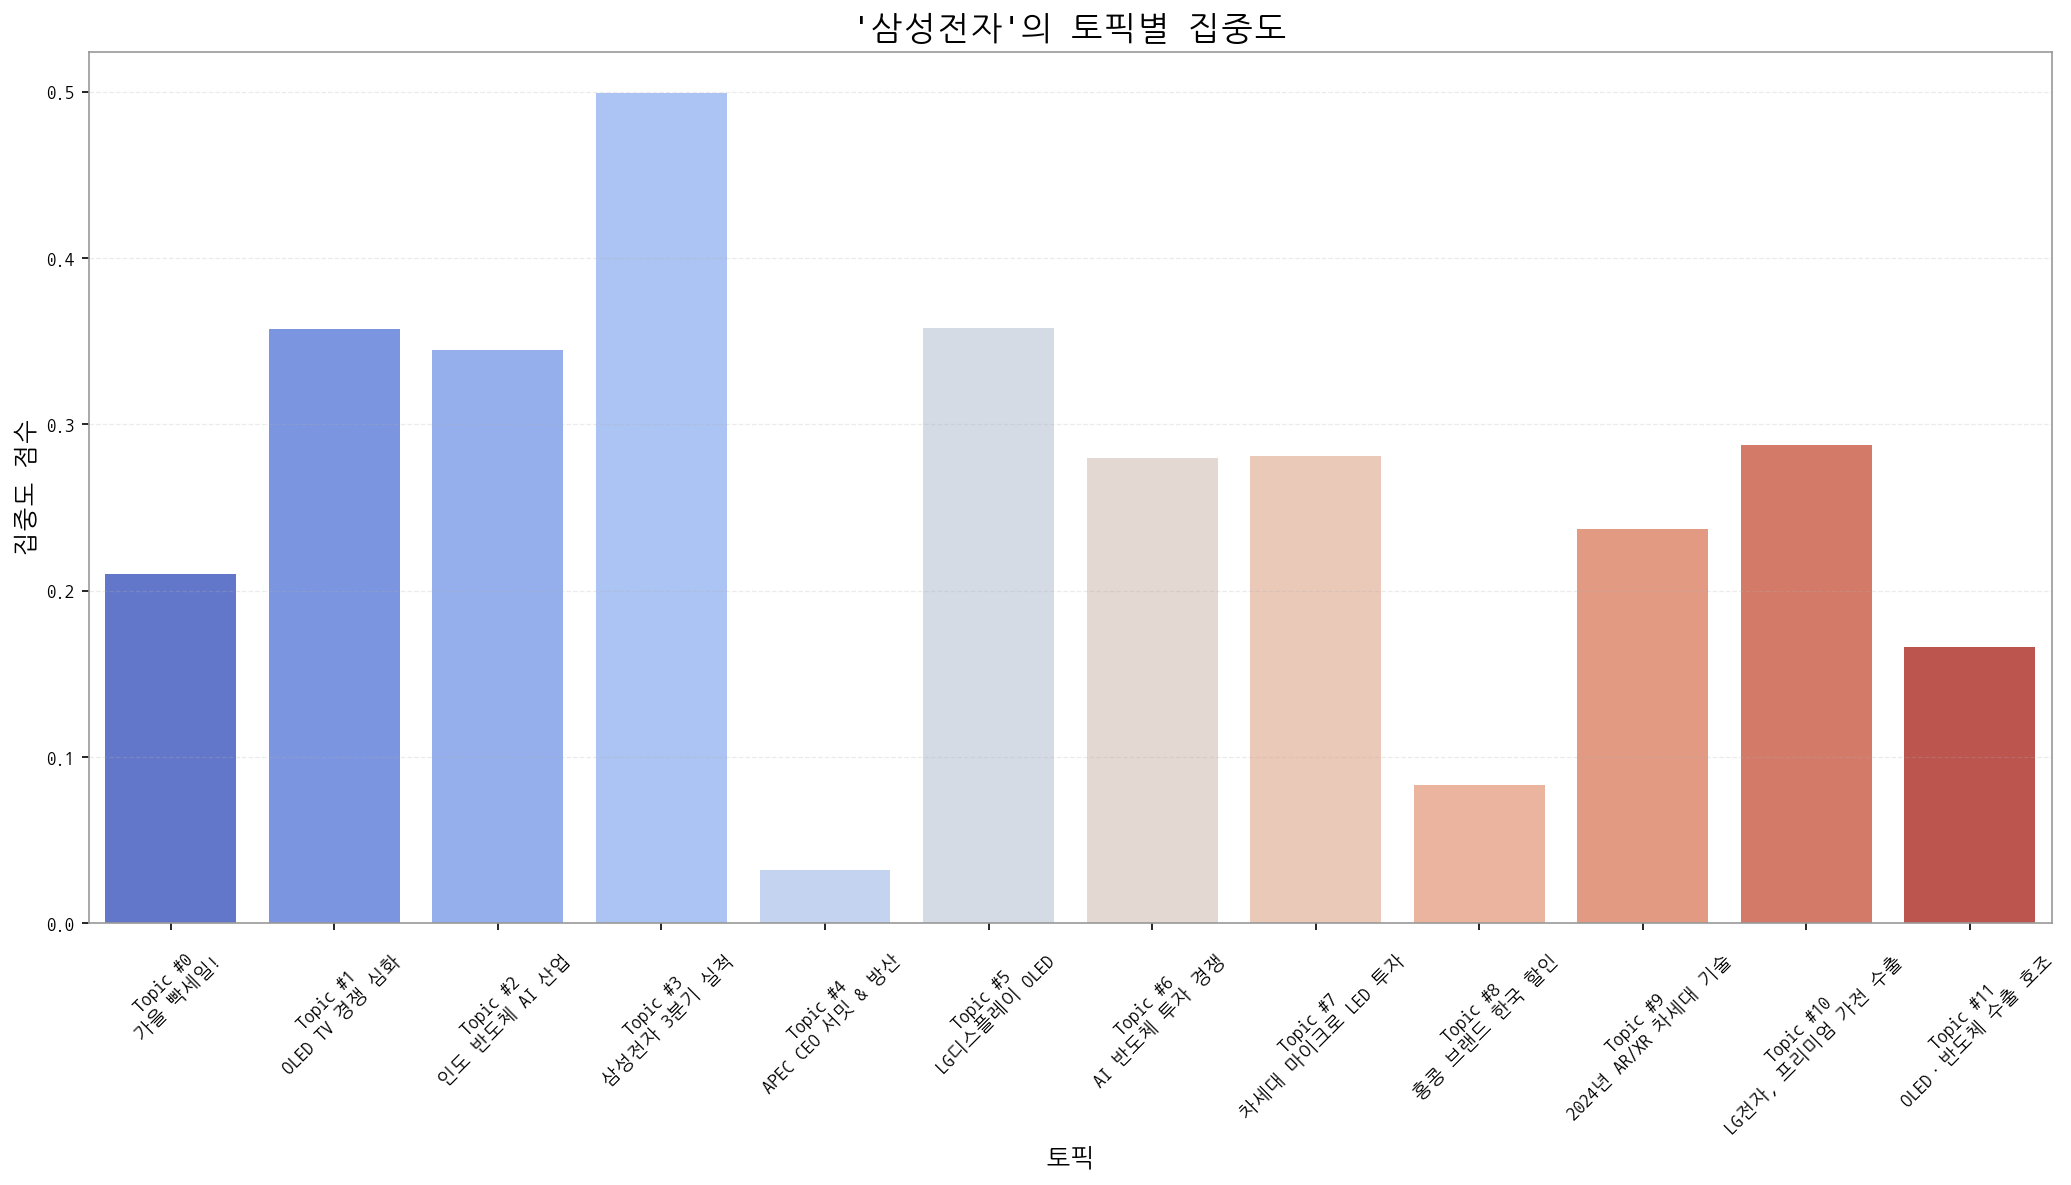 '삼성전자'의 토픽별 집중도
집중도 점수
0.5
0.4
0.3
0.2
0.1
0.0
Topic #0
가을 빡세일!
Topic #1
OLED TV 경쟁 심화
Topic #2
인도 반도체 AI 산업
Topic #3
삼성전자 3분기 실적
Topic #4
APEC CEO 서밋 & 방산
Topic #5
LG디스플레이 OLED
Topic #6
AI 반도체 투자 경쟁
Topic #7
차세대 마이크로 LED 투자
Topic #8
홍콩 브랜드 한국 할인
Topic #9
2024년 AR/XR 차세대 기술
Topic #10
LG전자, 프리미엄 가전 수출
Topic #11
OLED·반도체 수출 호조
토픽